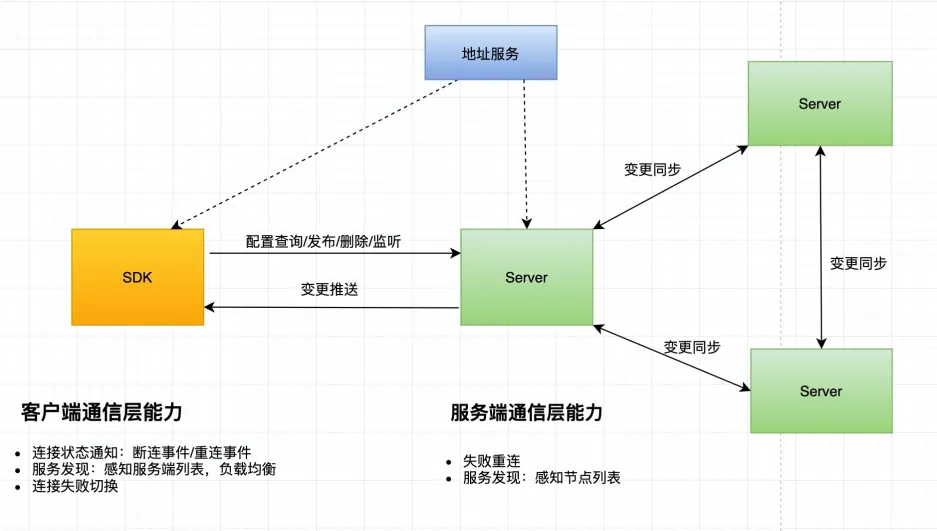 地址服务
Server
变更同步
SDK
配置查询/发布/删除/监听
变更推送
Server
变更同步
变更同步
Server
客户端通信层能力
连接状态通知：断连事件/重连事件
服务发现：感知服务端列表，负载均衡
连接失败切换
服务端通信层能力
失败重连
服务发现：感知节点列表